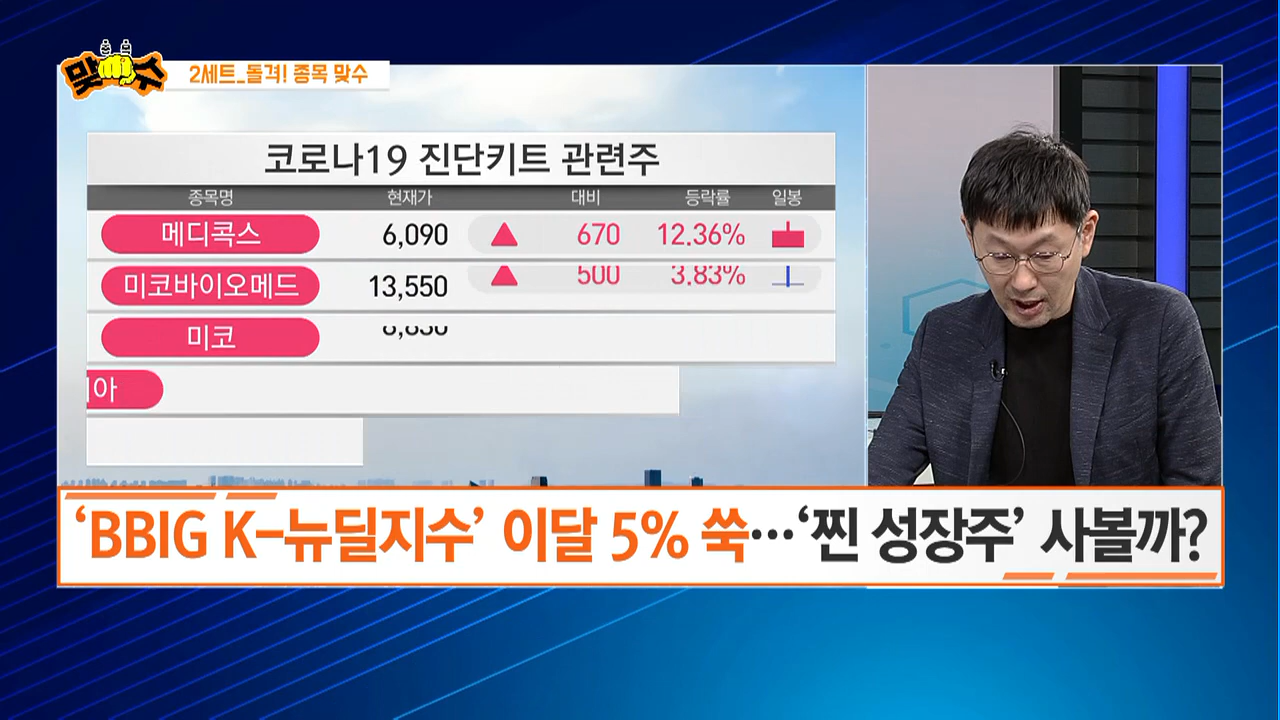 맞수
2세트_돌격! 종목 맞수
코로나19 진단키트 관련주
종목명 현재가 대비 등락률 일봉
메디콕스 6,090 ▲ 670 12.36%
미코바이오메드 13,550 ▲ 500 3.83%
미코
아
‘BBIG K-뉴딜지수’ 이달 5% 쑥…‘찐 성장주’ 사볼까?